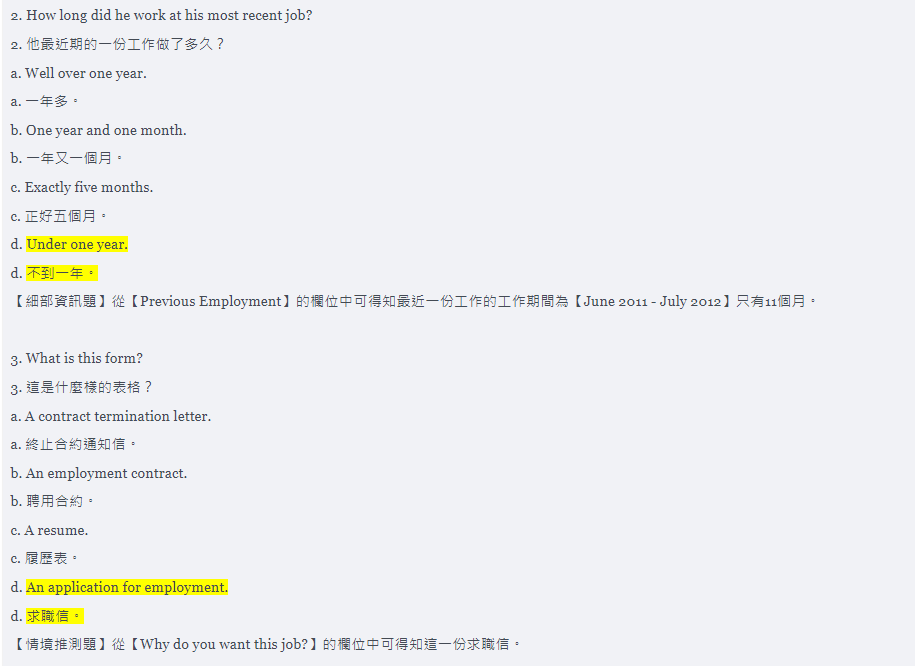 2. How long did he work at his most recent job?
2. 他最近期的一份工作做了多久？
a. Well over one year.
a. 一年多。
b. One year and one month.
b. 一年又一個月。
c. Exactly five months.
c. 正好五個月。
d. Under one year.
d. 不到一年。
【細部資訊題】從【Previous Employment】的欄位中可得知最近一份工作的工作期間為【June 2011 - July 2012】只有11個月。
3. What is this form?
3. 這是什麼樣的表格？
a. A contract termination letter.
a. 終止合約通知信。
b. An employment contract.
b. 聘用合約。
c. A resume.
c. 履歷表。
d. An application for employment.
d. 求職信。
【情境推測題】從【Why do you want this job?】的欄位中可得知這一份求職信。